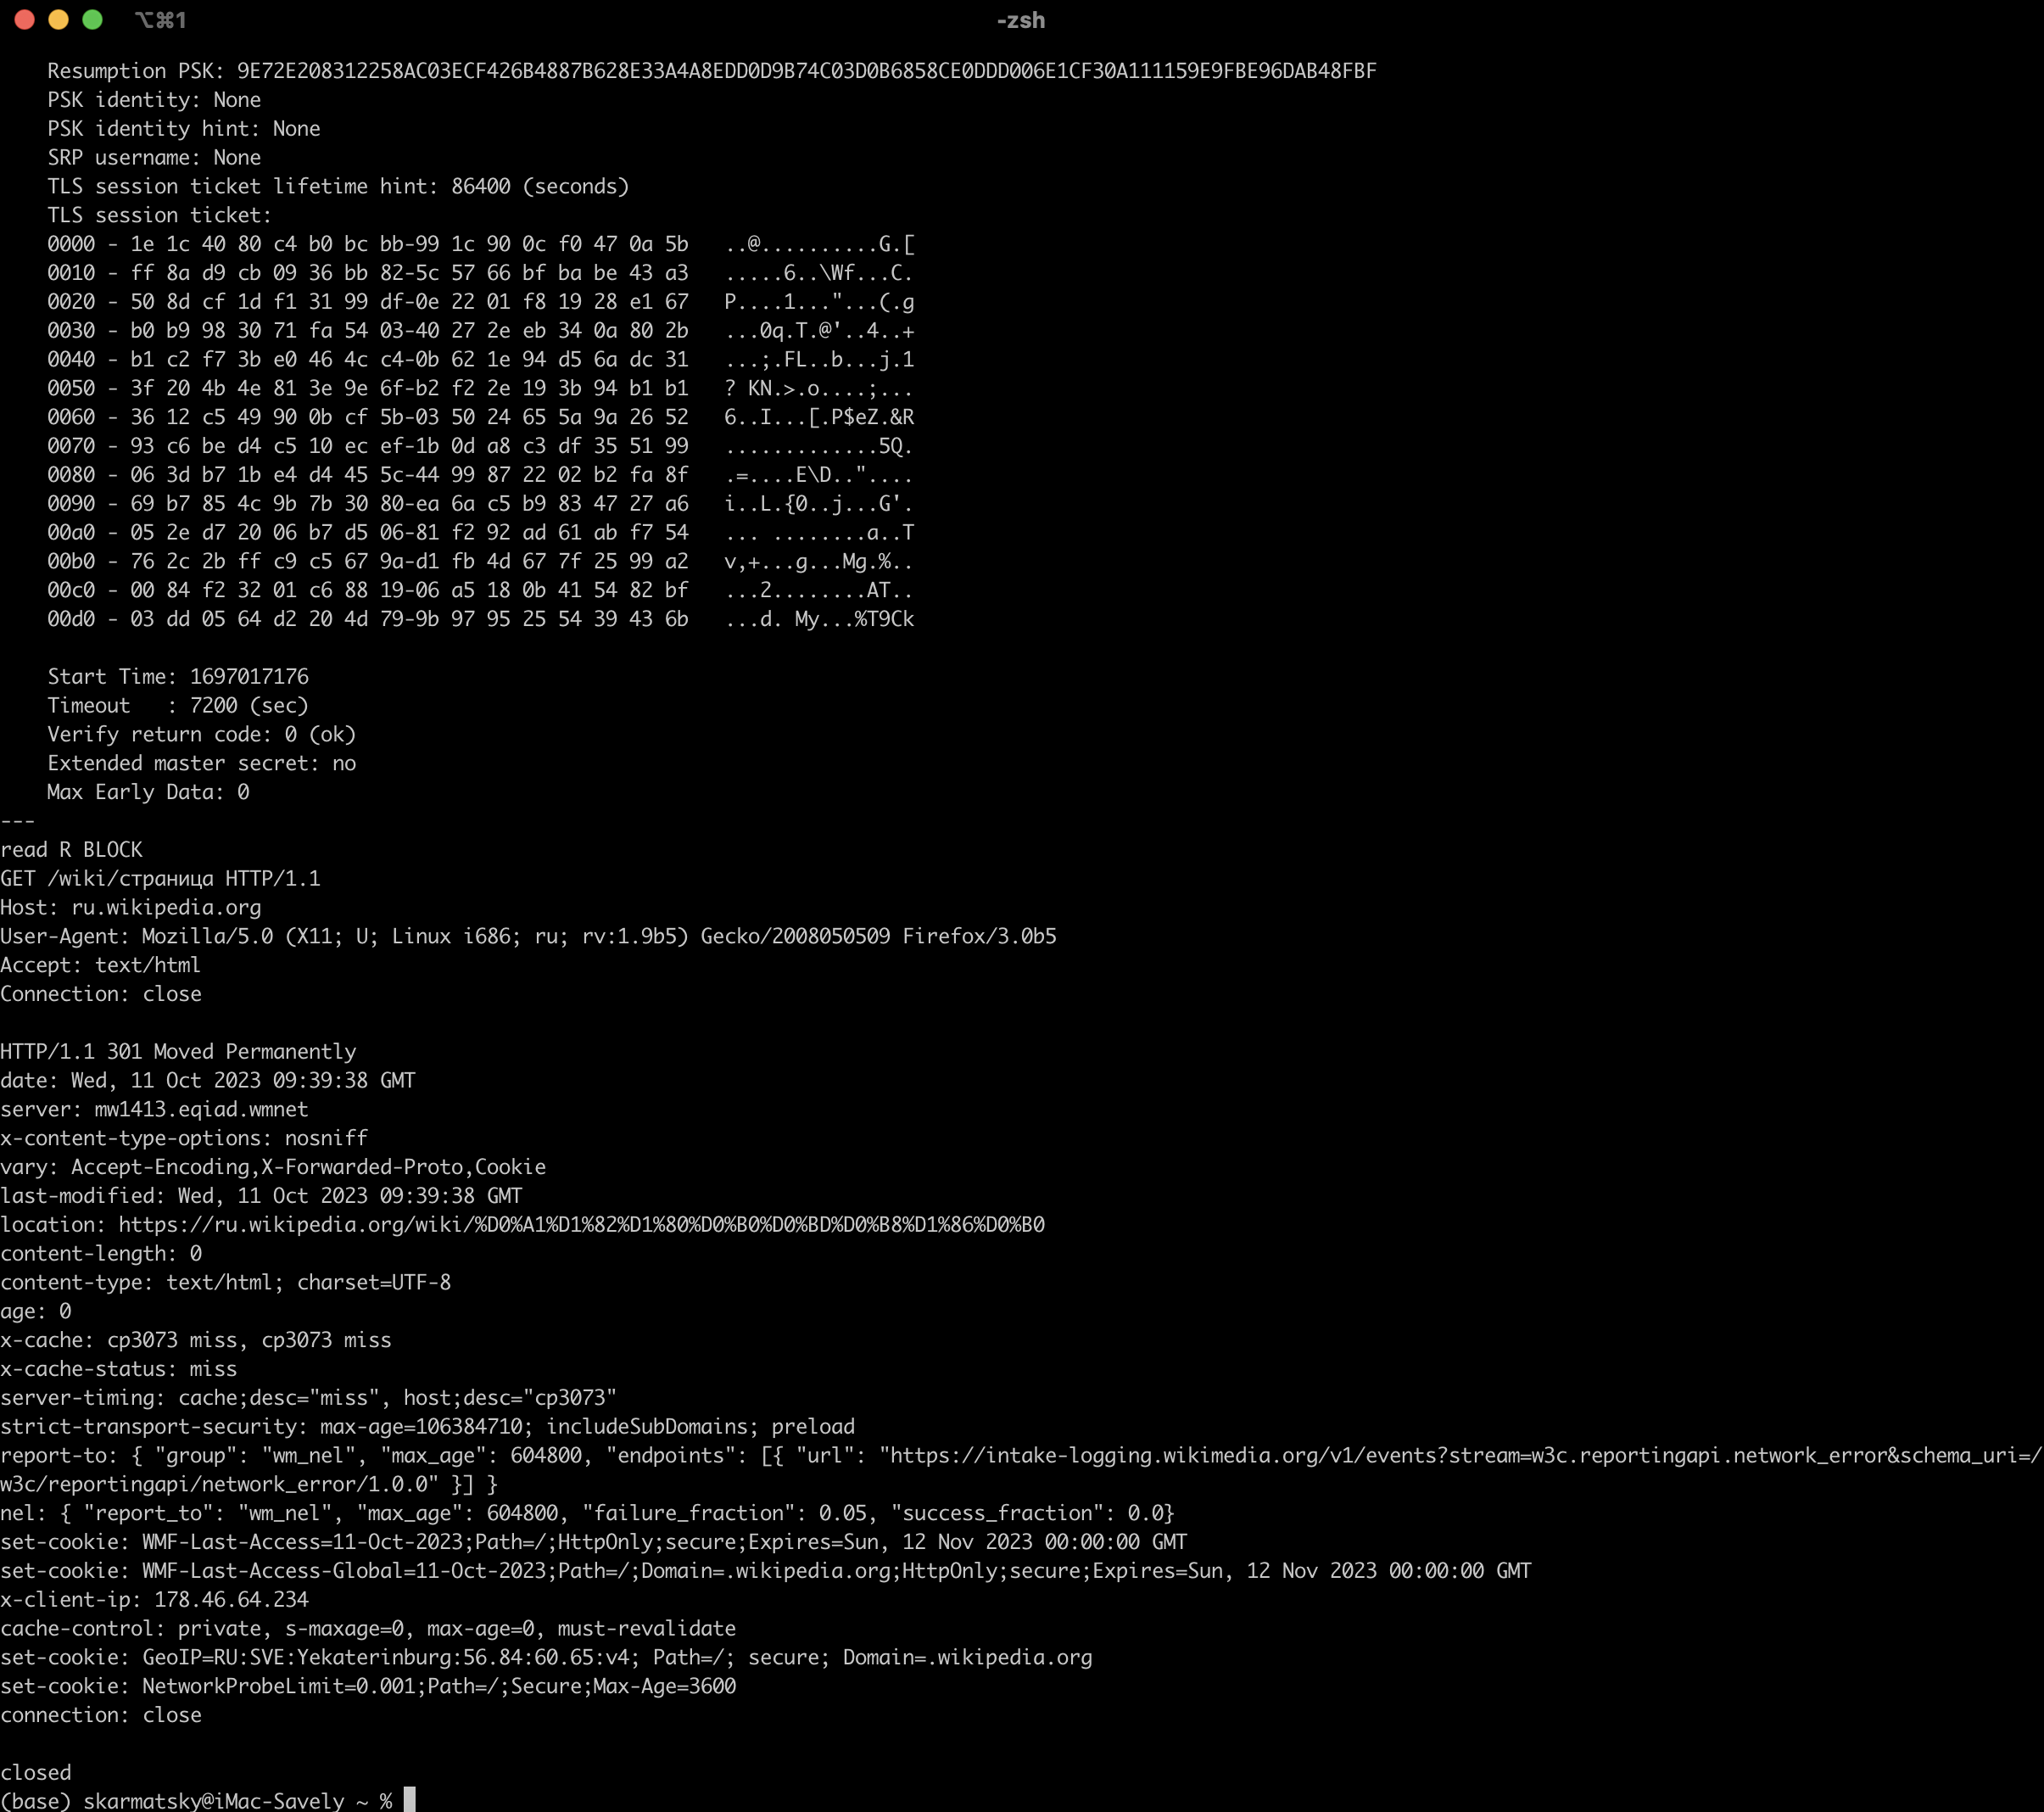 ⌥⌘1
-zsh
Resumption PSK: 9E72E208312258AC03ECF426B4887B628E33A4A8EDD0D9B74C03D0B6858CE0DDD006E1CF30A111159E9FBE96DAB48FBF
PSK identity: None
PSK identity hint: None
SRP username: None
TLS session ticket lifetime hint: 86400 (seconds)
TLS session ticket:
0000 - 1e 1c 40 80 c4 b0 bc bb-99 1c 90 0c f0 47 0a 5b   ..@..........G.[
0010 - ff 8a d9 cb 09 36 bb 82-5c 57 66 bf ba be 43 a3   .....6..\Wf...C.
0020 - 50 8d cf 1d f1 31 99 df-0e 22 01 f8 19 28 e1 67   P....1..."...(.g
0030 - b0 b9 98 30 71 fa 54 03-40 27 2e eb 34 0a 80 2b   ...0q.T.@'..4..+
0040 - b1 c2 f7 3b e0 46 4c c4-0b 62 1e 94 d5 6a dc 31   ...;.FL..b...j.1
0050 - 3f 20 4b 4e 81 3e 9e 6f-b2 f2 2e 19 3b 94 b1 b1   ? KN.>.o....;...
0060 - 36 12 c5 49 90 0b cf 5b-03 50 24 65 5a 9a 26 52   6..I...[.P$eZ.&R
0070 - 93 c6 be d4 c5 10 ec ef-1b 0d a8 c3 df 35 51 99   .............5Q.
0080 - 06 3d b7 1b e4 d4 45 5c-44 99 87 22 02 b2 fa 8f   .=....E\D.."....
0090 - 69 b7 85 4c 9b 7b 30 80-ea 6a c5 b9 83 47 27 a6   i..L.{0..j...G'.
00a0 - 05 2e d7 20 06 b7 d5 06-81 f2 92 ad 61 ab f7 54   ... ........a..T
00b0 - 76 2c 2b ff c9 c5 67 9a-d1 fb 4d 67 7f 25 99 a2   v,+...g...Mg.%..
00c0 - 00 84 f2 32 01 c6 88 19-06 a5 18 0b 41 54 82 bf   ...2........AT..
00d0 - 03 dd 05 64 d2 20 4d 79-9b 97 95 25 54 39 43 6b   ...d. My...%T9Ck
Start Time: 1697017176
Timeout   : 7200 (sec)
Verify return code: 0 (ok)
Extended master secret: no
Max Early Data: 0
---
read R BLOCK
GET /wiki/страница HTTP/1.1
Host: ru.wikipedia.org
User-Agent: Mozilla/5.0 (X11; U; Linux i686; ru; rv:1.9b5) Gecko/2008050509 Firefox/3.0b5
Accept: text/html
Connection: close
HTTP/1.1 301 Moved Permanently
date: Wed, 11 Oct 2023 09:39:38 GMT
server: mw1413.eqiad.wmnet
x-content-type-options: nosniff
vary: Accept-Encoding,X-Forwarded-Proto,Cookie
last-modified: Wed, 11 Oct 2023 09:39:38 GMT
location: https://ru.wikipedia.org/wiki/%D0%A1%D1%82%D1%80%D0%B0%D0%BD%D0%B8%D1%86%D0%B0
content-length: 0
content-type: text/html; charset=UTF-8
age: 0
x-cache: cp3073 miss, cp3073 miss
x-cache-status: miss
server-timing: cache;desc="miss", host;desc="cp3073"
strict-transport-security: max-age=106384710; includeSubDomains; preload
report-to: { "group": "wm_nel", "max_age": 604800, "endpoints": [{ "url": "https://intake-logging.wikimedia.org/v1/events?stream=w3c.reportingapi.network_error&schema_uri=/
w3c/reportingapi/network_error/1.0.0" }] }
nel: { "report_to": "wm_nel", "max_age": 604800, "failure_fraction": 0.05, "success_fraction": 0.0}
set-cookie: WMF-Last-Access=11-Oct-2023;Path=/;HttpOnly;secure;Expires=Sun, 12 Nov 2023 00:00:00 GMT
set-cookie: WMF-Last-Access-Global=11-Oct-2023;Path=/;Domain=.wikipedia.org;HttpOnly;secure;Expires=Sun, 12 Nov 2023 00:00:00 GMT
x-client-ip: 178.46.64.234
cache-control: private, s-maxage=0, max-age=0, must-revalidate
set-cookie: GeoIP=RU:SVE:Yekaterinburg:56.84:60.65:v4; Path=/; secure; Domain=.wikipedia.org
set-cookie: NetworkProbeLimit=0.001;Path=/;Secure;Max-Age=3600
connection: close
closed
(base) skarmatsky@iMac-Savely ~ %